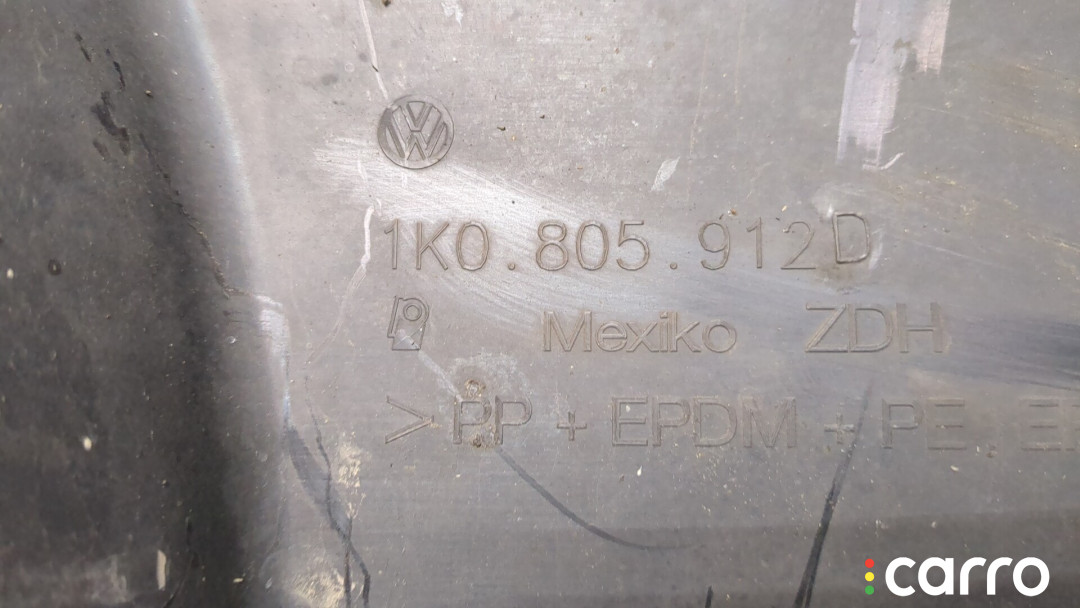 1K0.805.912D
Mexiko ZDH
>PP + EPDM + PE, E
carro